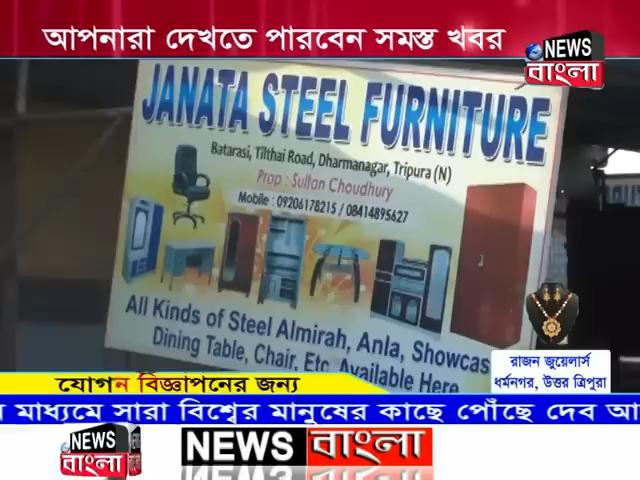 আপনারা দেখতে পারবেন সমস্ত খবর
NEWS
বাংলা
JANATA STEEL FURNITURE
Batarasi, Tilthai Road, Dharmanagar, Tripura (N)
Prop : Sultan Choudhury
Mobile : 09206178215 / 08414895627
All Kinds of Steel Almirah, Anla, Showcas
Dining Table, Chair, Etc. Available Here
রাজন জুয়েলার্স
ধর্মনগর, উত্তর ত্রিপুরা
যোগন বিজ্ঞাপনের জন্য
মাধ্যমে সারা বিশ্বের মানুষের কাছে পৌঁছে দেব আ
NEWS
বাংলা
NEWS বাংলা